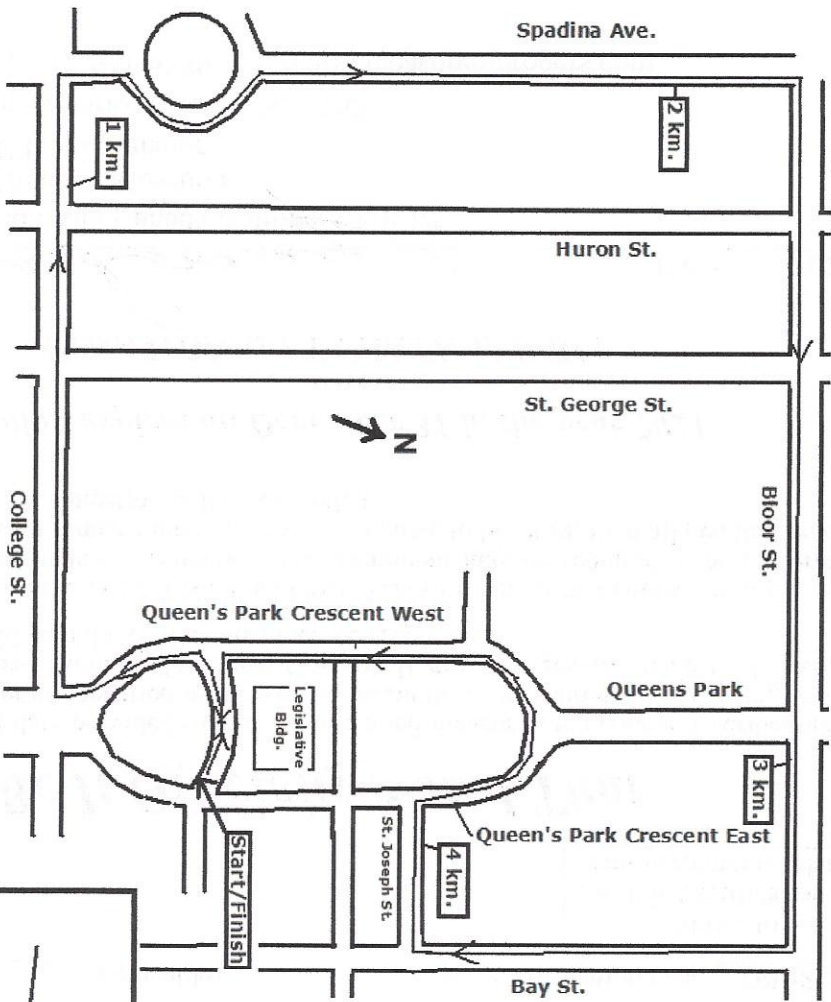 Spadina Ave.
1 km.
2 km.
Huron St.
St. George St.
N
College St.
Bloor St.
Queen's Park Crescent West
Queens Park
Legislative
Bldg.
3 km.
Queen's Park Crescent East
St. Joseph St.
4 km.
Start/Finish
Bay St.